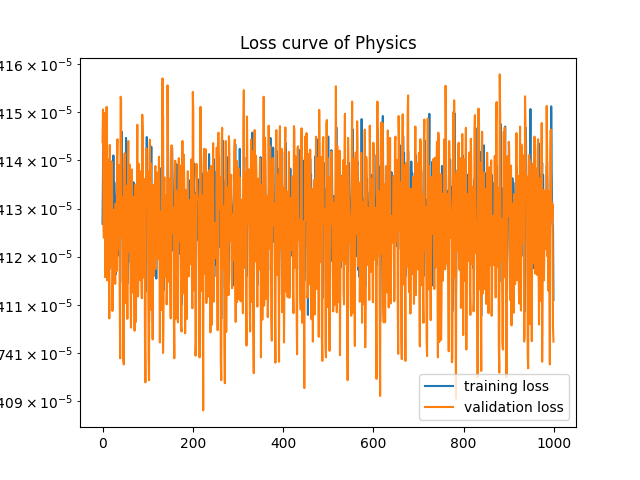 Loss curve of Physics
416 × 10⁻⁵
415 × 10⁻⁵
414 × 10⁻⁵
413 × 10⁻⁵
412 × 10⁻⁵
411 × 10⁻⁵
741 × 10⁻⁵
409 × 10⁻⁵
training loss
validation loss
0 200 400 600 800 1000